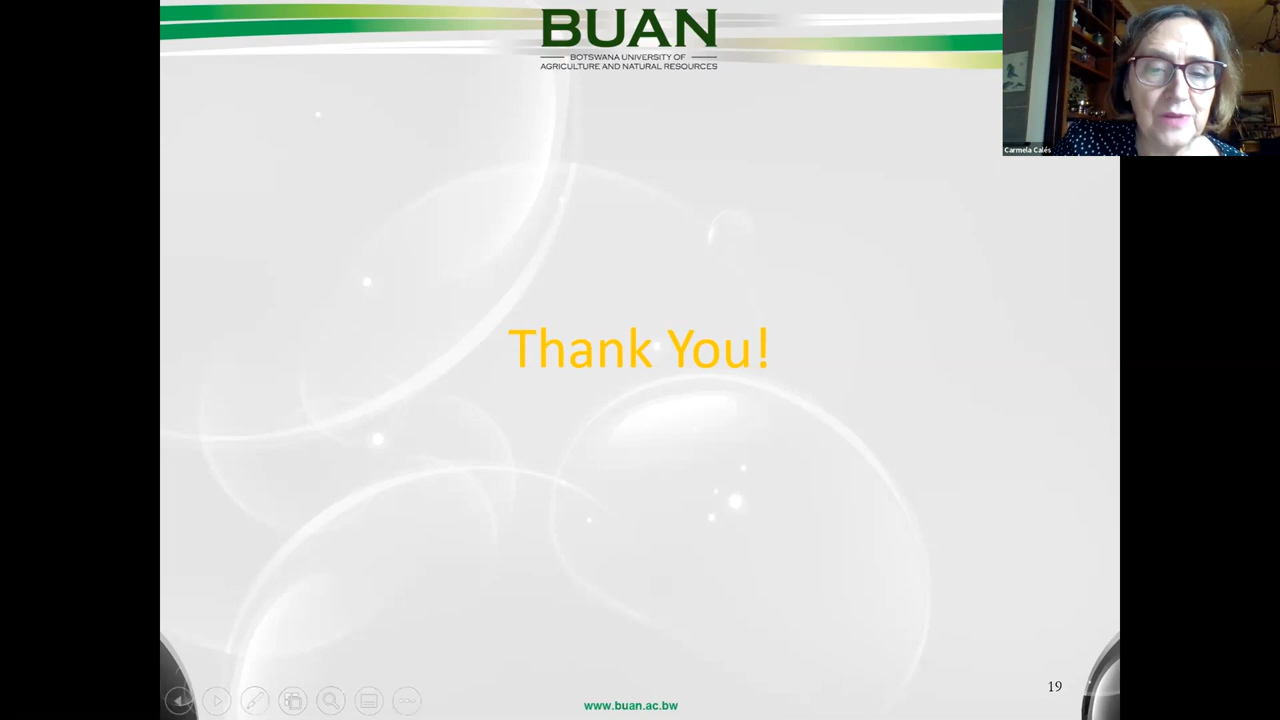 BUAN
BOTSWANA UNIVERSITY OF
AGRICULTURE AND NATURAL RESOURCES
Carmela Calés
Thank You!
19
www.buan.ac.bw